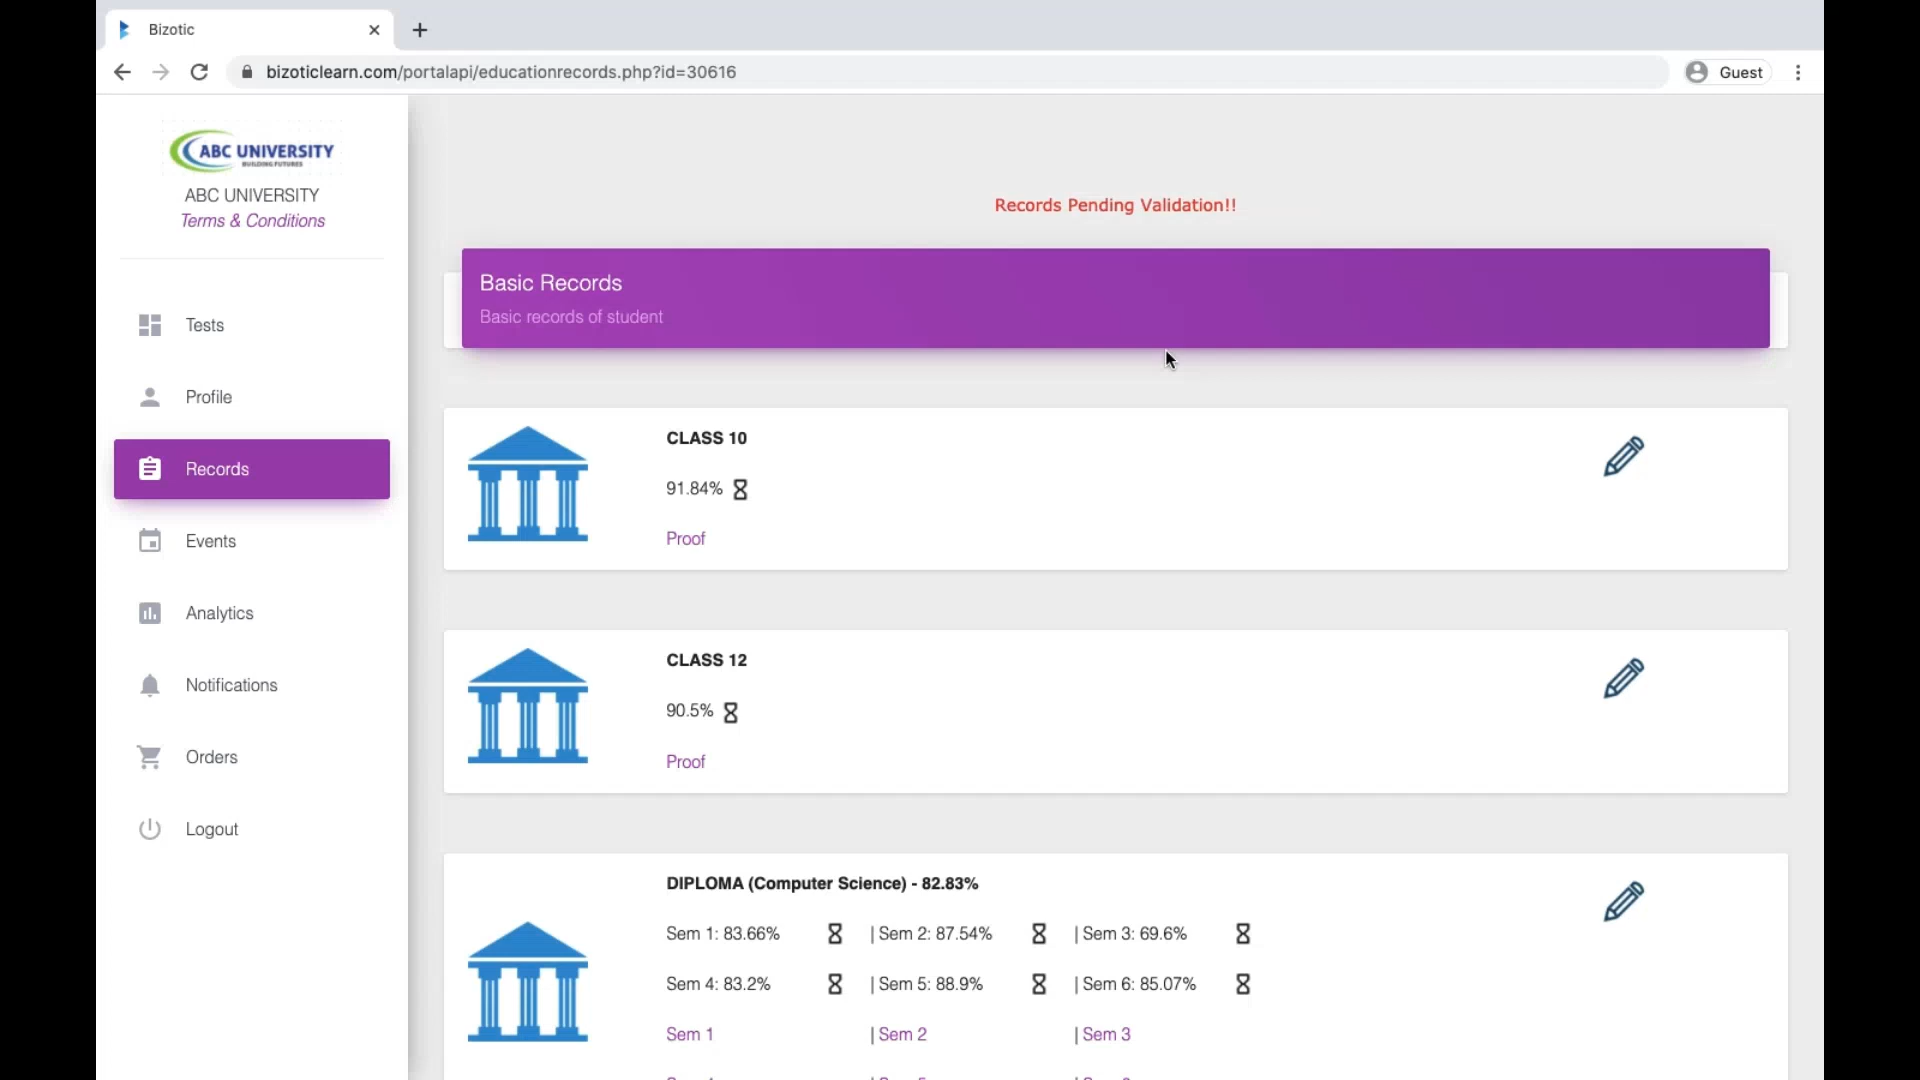 Bizotic
bizoticlearn.com/portalapi/educationrecords.php?id=30616
Guest
ABC UNIVERSITY
BUILDING FUTURES
ABC UNIVERSITY
Terms & Conditions
Tests
Profile
Records
Events
Analytics
Notifications
Orders
Logout
Records Pending Validation!!
Basic Records
Basic records of student
CLASS 10
91.84%
Proof
CLASS 12
90.5%
Proof
DIPLOMA (Computer Science) - 82.83%
Sem 1: 83.66% | Sem 2: 87.54% | Sem 3: 69.6%
Sem 4: 83.2% | Sem 5: 88.9% | Sem 6: 85.07%
Sem 1 | Sem 2 | Sem 3